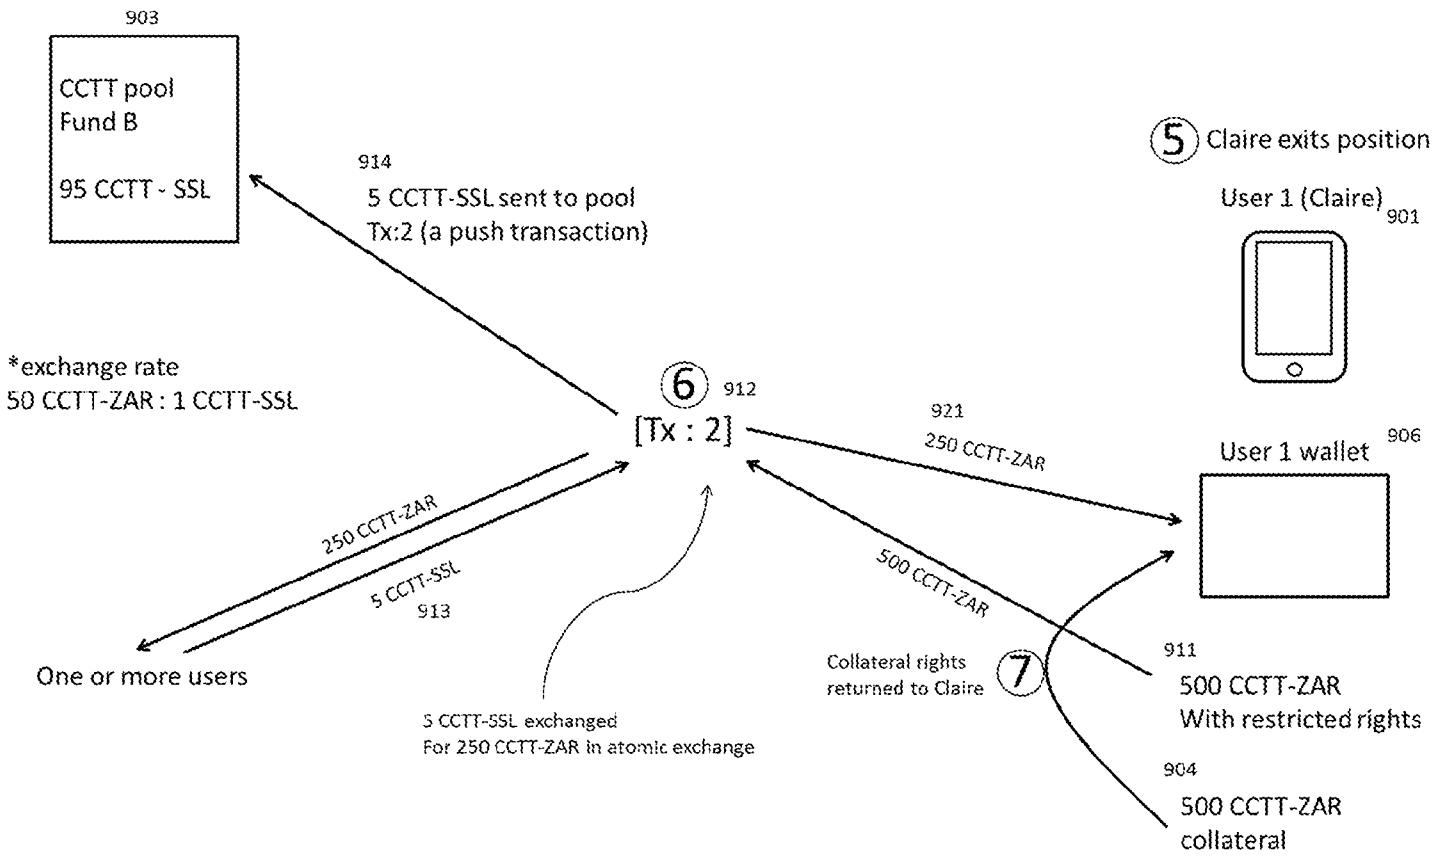 903
CCTT pool
Fund B
95 CCTT - SSL
914
5 CCTT-SSL sent to pool
Tx:2 (a push transaction)
5 Claire exits position
User 1 (Claire)
901
*exchange rate
50 CCTT-ZAR : 1 CCTT-SSL
6
912
[Tx : 2]
921
250 CCTT-ZAR
User 1 wallet
906
250 CCTT-ZAR
5 CCTT-SSL
913
500 CCTT-ZAR
One or more users
Collateral rights
returned to Claire
7
911
500 CCTT-ZAR
With restricted rights
5 CCTT-SSL exchanged
For 250 CCTT-ZAR in atomic exchange
904
500 CCTT-ZAR
collateral